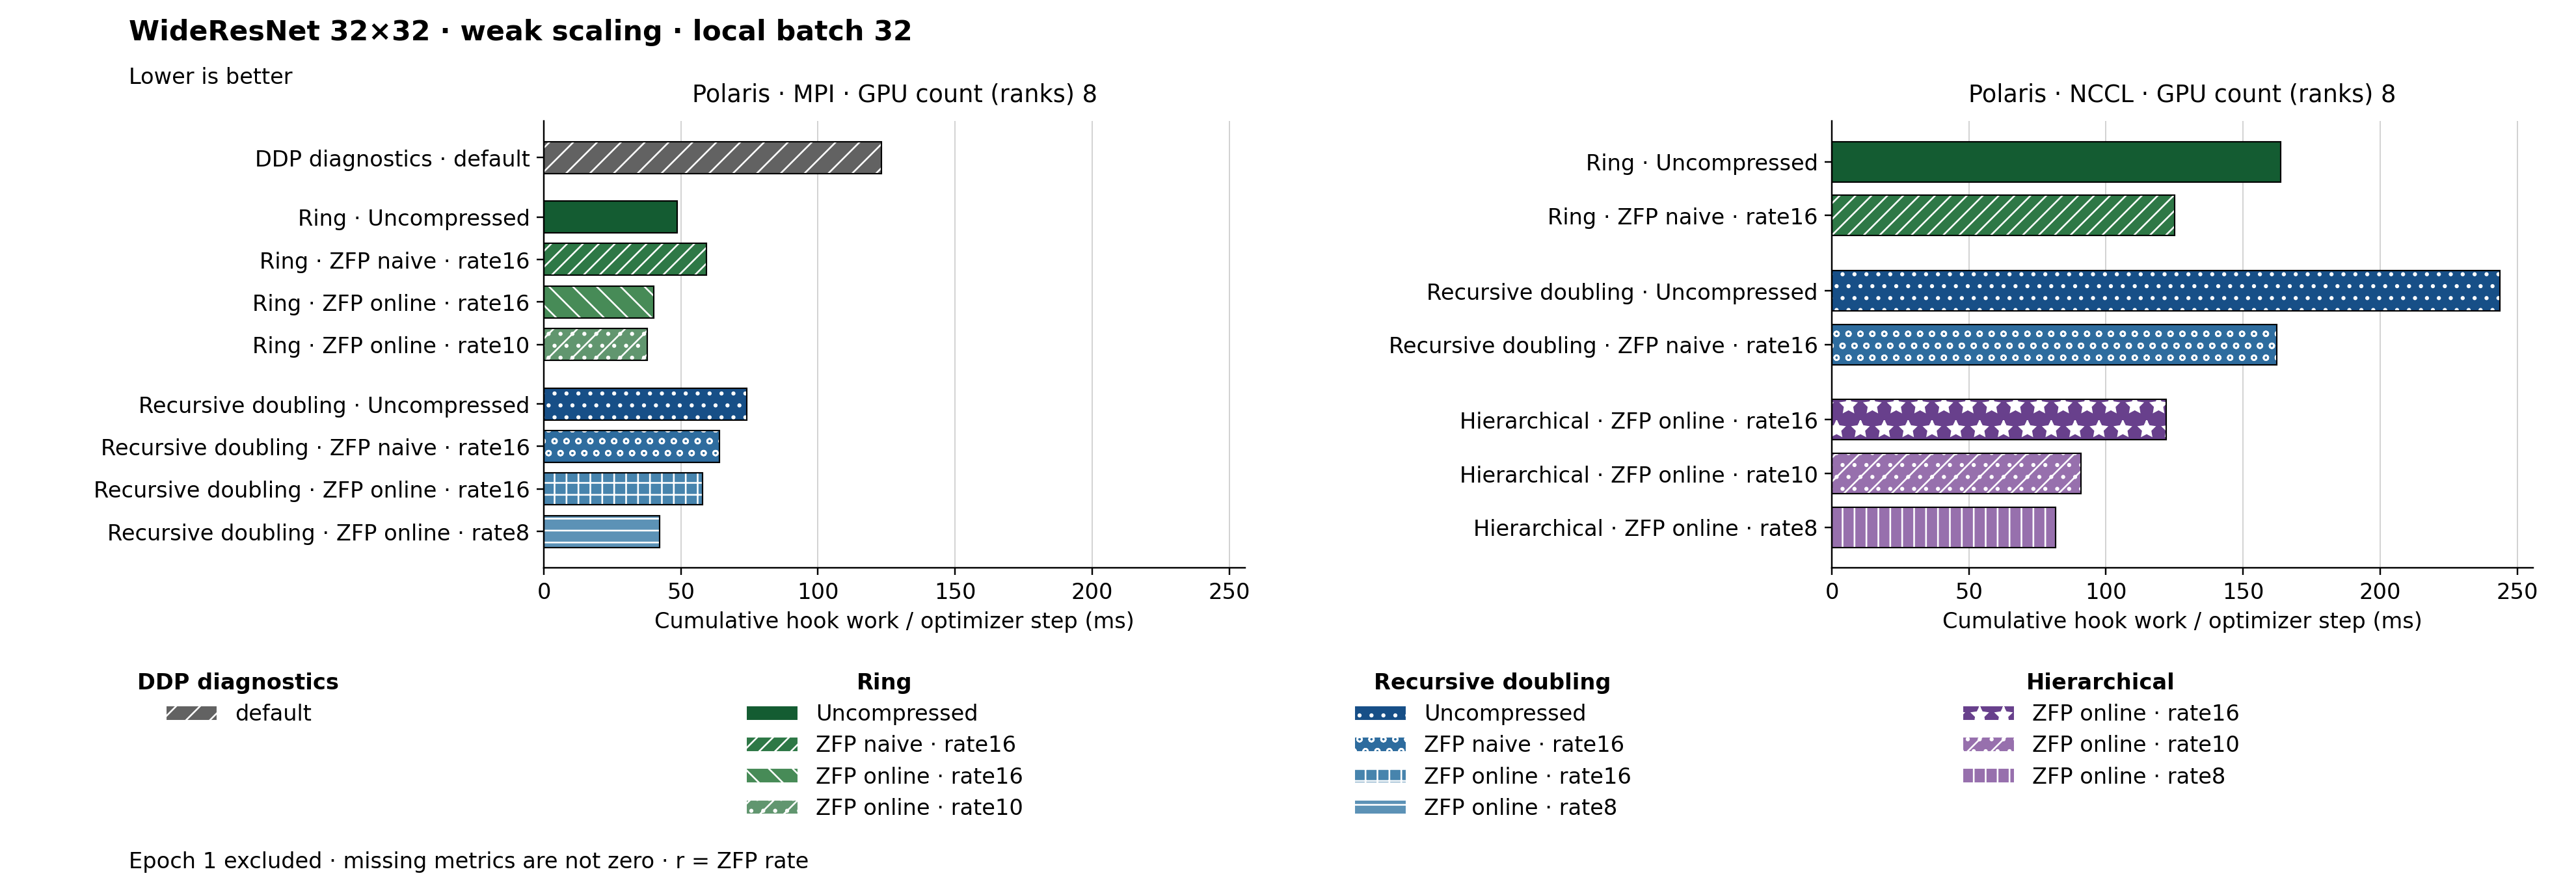 WideResNet 32×32 · weak scaling · local batch 32
Lower is better
Polaris · MPI · GPU count (ranks) 8
DDP diagnostics · default
Ring · Uncompressed
Ring · ZFP naive · rate16
Ring · ZFP online · rate16
Ring · ZFP online · rate10
Recursive doubling · Uncompressed
Recursive doubling · ZFP naive · rate16
Recursive doubling · ZFP online · rate16
Recursive doubling · ZFP online · rate8
0 50 100 150 200 250
Cumulative hook work / optimizer step (ms)
Polaris · NCCL · GPU count (ranks) 8
Ring · Uncompressed
Ring · ZFP naive · rate16
Recursive doubling · Uncompressed
Recursive doubling · ZFP naive · rate16
Hierarchical · ZFP online · rate16
Hierarchical · ZFP online · rate10
Hierarchical · ZFP online · rate8
0 50 100 150 200 250
Cumulative hook work / optimizer step (ms)
DDP diagnostics
default
Ring
Uncompressed
ZFP naive · rate16
ZFP online · rate16
ZFP online · rate10
Recursive doubling
Uncompressed
ZFP naive · rate16
ZFP online · rate16
ZFP online · rate8
Hierarchical
ZFP online · rate16
ZFP online · rate10
ZFP online · rate8
Epoch 1 excluded · missing metrics are not zero · r = ZFP rate